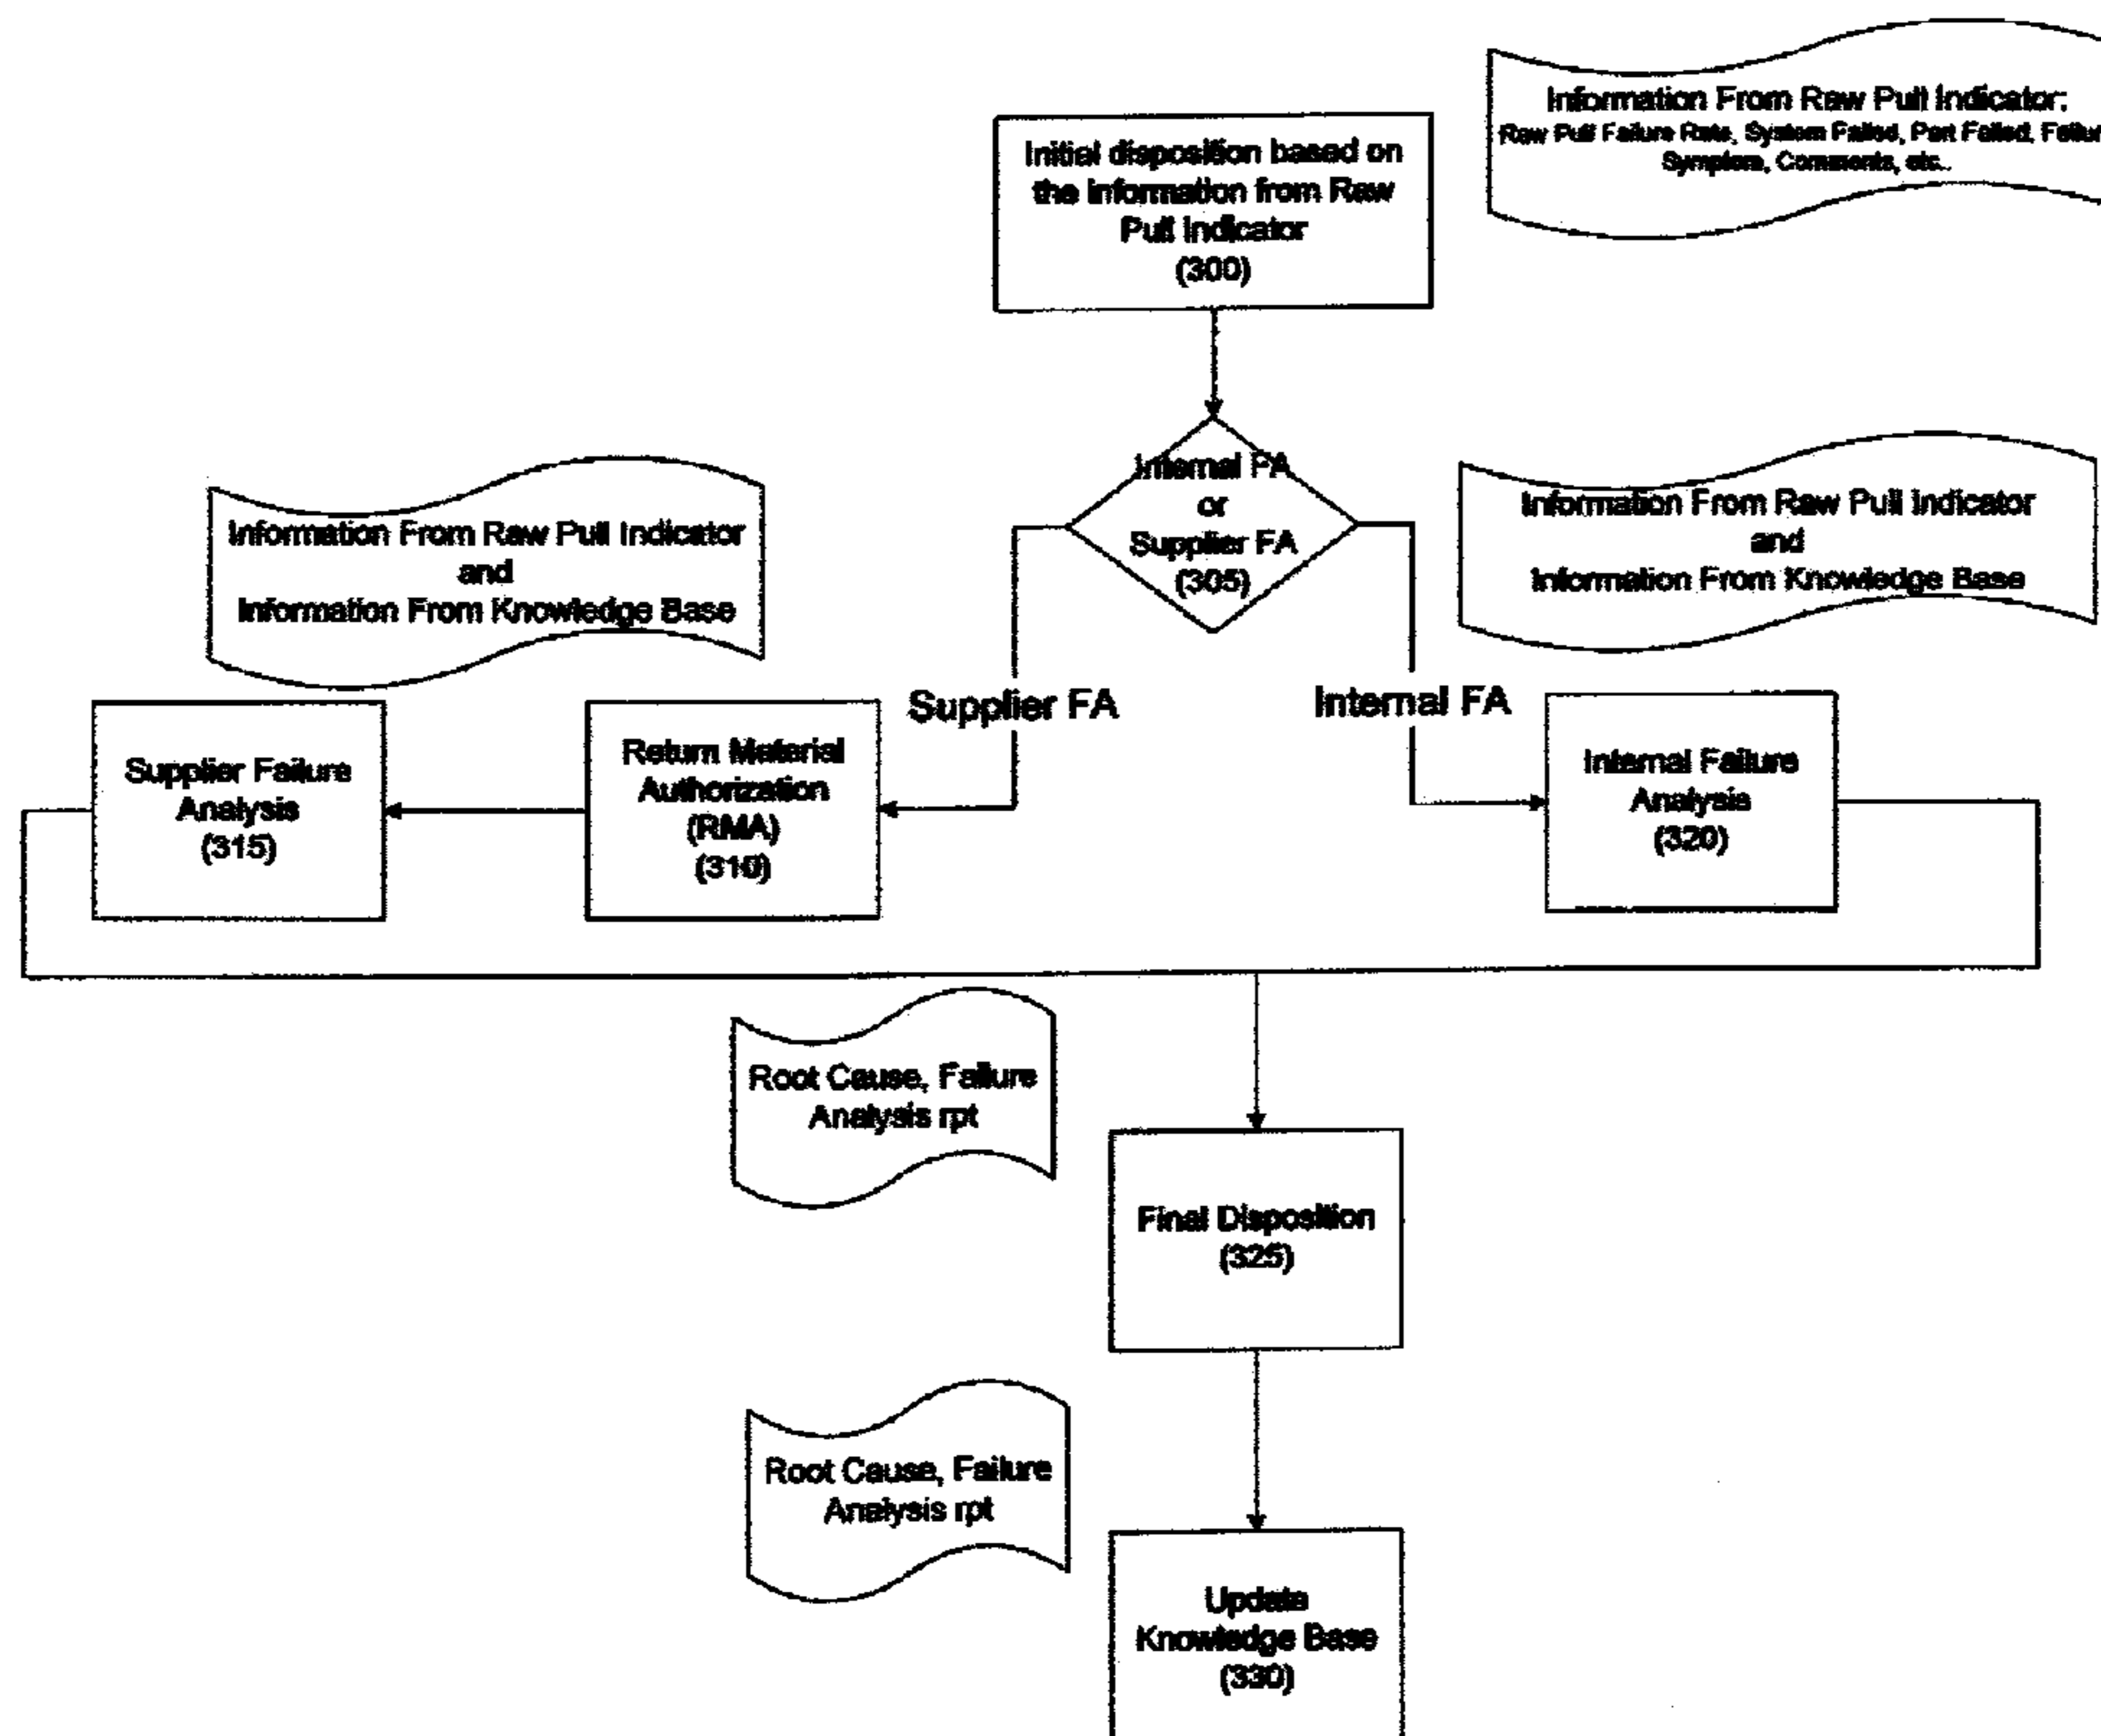 Information From Raw Pull Indicator:
Raw Pull Failure Rate, System Failed, Part Failed, Failur
Symptom, Comments, etc..
Initial disposition based on
the Information from Raw
Pull Indicator
(300)
Internal FA
or
Supplier FA
(305)
Information From Raw Pull Indicator
and
Information From Knowledge Base
Information From Raw Pull Indicator
and
Information From Knowledge Base
Supplier FA
Internal FA
Supplier Failure
Analysis
(315)
Return Material
Authorization
(RMA)
(310)
Internal Failure
Analysis
(320)
Root Cause, Failure
Analysis rpt
Final Disposition
(325)
Root Cause, Failure
Analysis rpt
Update
Knowledge Base
(330)